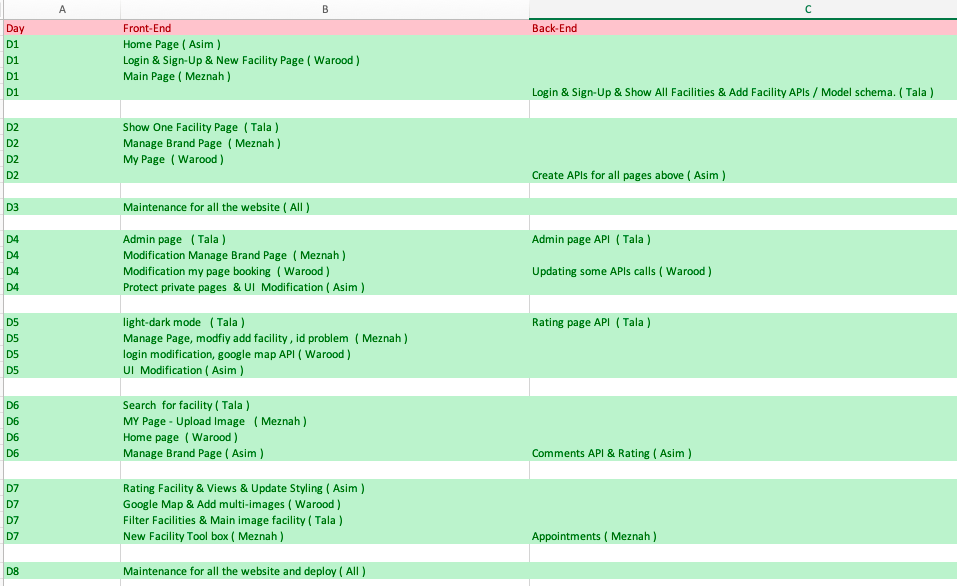 A B C
Day Front-End Back-End
D1 Home Page ( Asim )
D1 Login & Sign-Up & New Facility Page ( Warood )
D1 Main Page ( Meznah )
D1 Login & Sign-Up & Show All Facilities & Add Facility APIs / Model schema. ( Tala )
D2 Show One Facility Page ( Tala )
D2 Manage Brand Page ( Meznah )
D2 My Page ( Warood )
D2 Create APIs for all pages above ( Asim )
D3 Maintenance for all the website ( All )
D4 Admin page ( Tala ) Admin page API ( Tala )
D4 Modification Manage Brand Page ( Meznah )
D4 Modification my page booking ( Warood ) Updating some APIs calls ( Warood )
D4 Protect private pages & UI Modification ( Asim )
D5 light-dark mode ( Tala ) Rating page API ( Tala )
D5 Manage Page, modfiy add facility , id problem ( Meznah )
D5 login modification, google map API ( Warood )
D5 UI Modification ( Asim )
D6 Search for facility ( Tala )
D6 MY Page - Upload Image ( Meznah )
D6 Home page ( Warood )
D6 Manage Brand Page ( Asim ) Comments API & Rating ( Asim )
D7 Rating Facility & Views & Update Styling ( Asim )
D7 Google Map & Add multi-images ( Warood )
D7 Filter Facilities & Main image facility ( Tala )
D7 New Facility Tool box ( Meznah ) Appointments ( Meznah )
D8 Maintenance for all the website and deploy ( All )